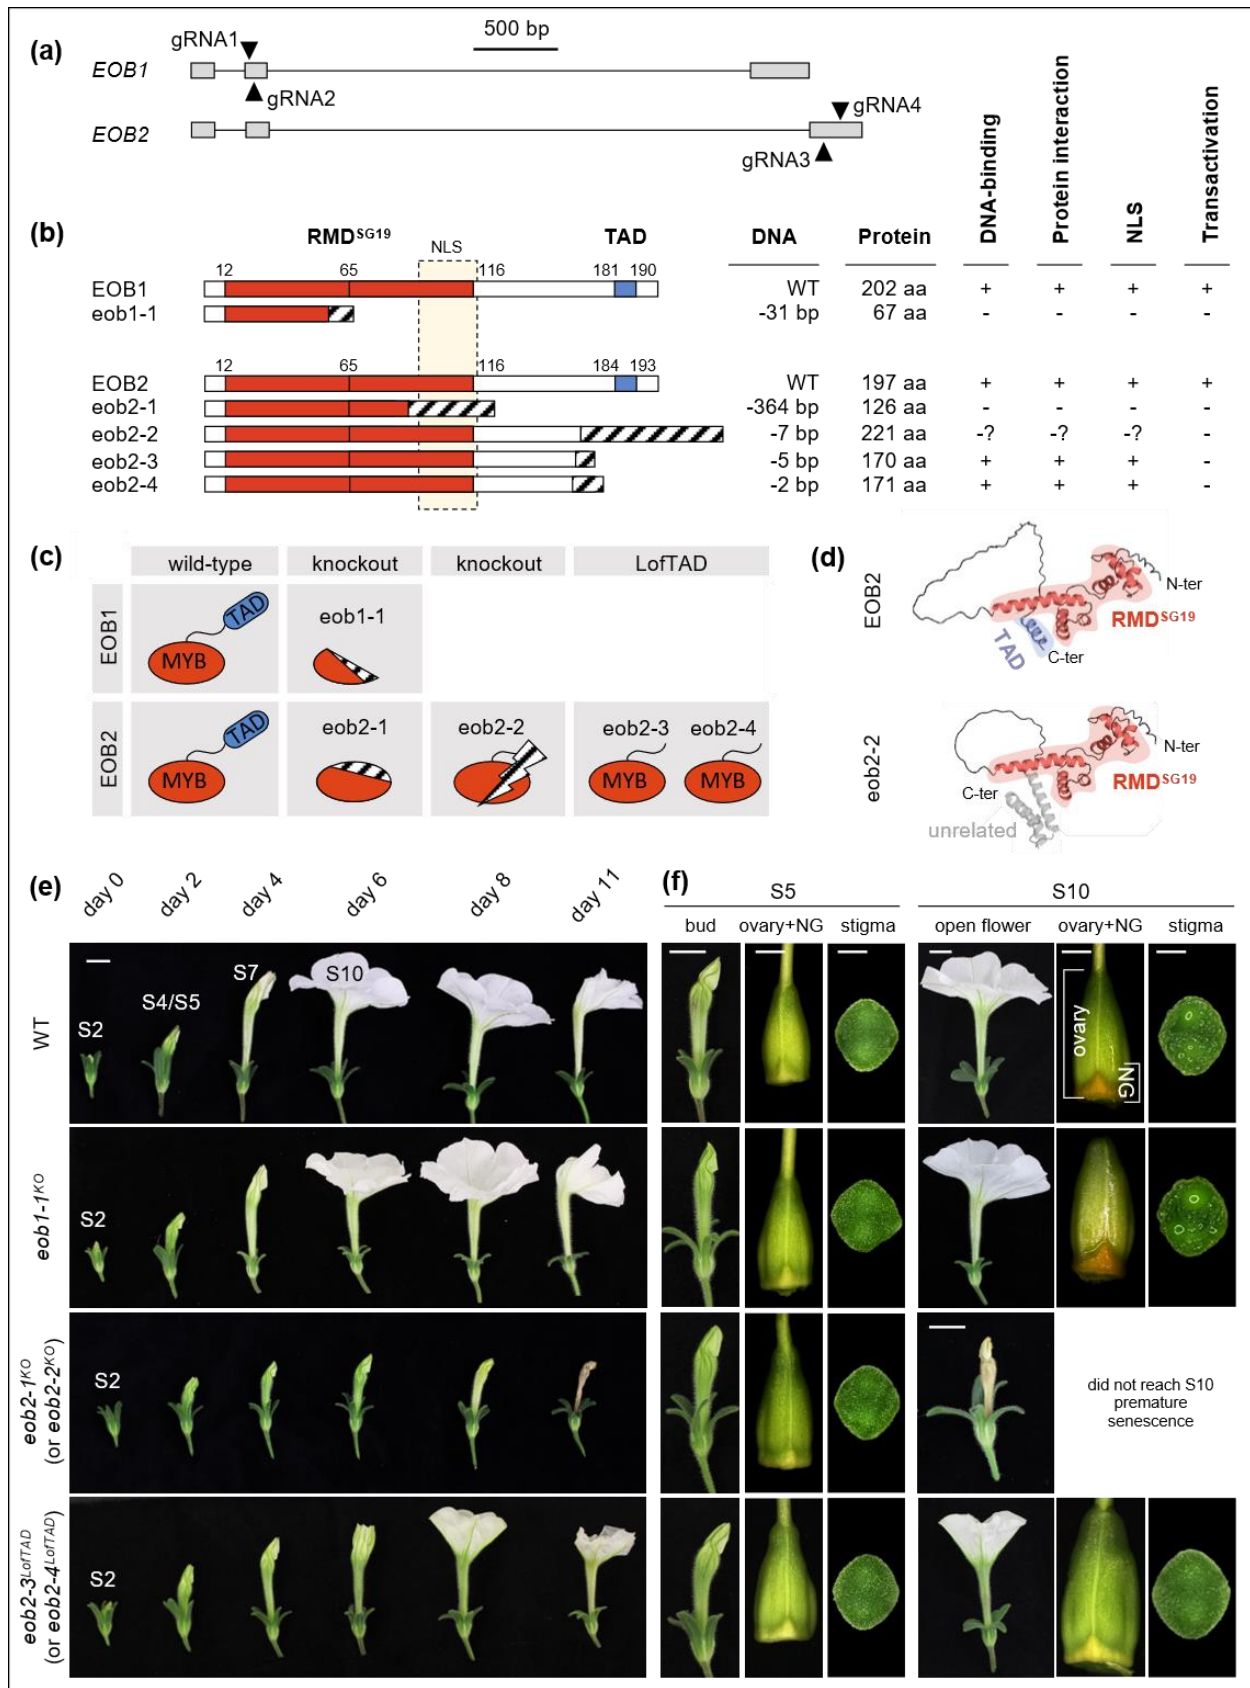 (a)
500 bp
gRNA1
EOB1
gRNA2
gRNA4
EOB2
gRNA3
(b)
RMDSG19
NLS
TAD
DNA
Protein
DNA-binding
Protein interaction
NLS
Transactivation
12 65 116 181 190
EOB1 WT 202 aa + + + +
eob1-1 -31 bp 67 aa - - - -
12 65 116 184 193
EOB2 WT 197 aa + + + +
eob2-1 -364 bp 126 aa - - - -
eob2-2 -7 bp 221 aa -? -? -? -
eob2-3 -5 bp 170 aa + + + -
eob2-4 -2 bp 171 aa + + + -
(c)
wild-type knockout knockout LofTAD
EOB1
TAD
MYB
eob1-1
EOB2
TAD
MYB
eob2-1
eob2-2
eob2-3 eob2-4
MYB MYB
(d)
EOB2
N-ter
RMDSG19
TAD
C-ter
eob2-2
N-ter
C-ter
RMDSG19
unrelated
(e)
day 0 day 2 day 4 day 6 day 8 day 11
WT
S2
S4/S5
S7
S10
eob1-1KO
S2
eob2-1KO
(or eob2-2KO)
S2
eob2-3LofTAD
(or eob2-4LofTAD)
S2
(f)
S5 S10
bud ovary+NG stigma open flower ovary+NG stigma
ovary
NG
did not reach S10
premature
senescence